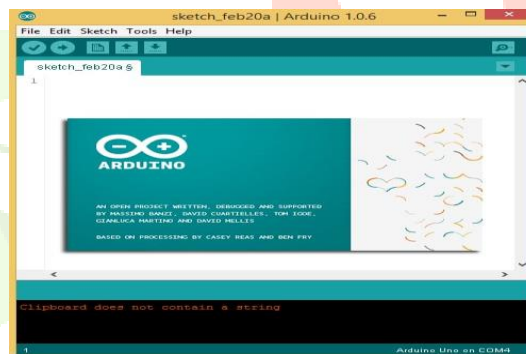 sketch_feb20a | Arduino 1.0.6
File Edit Sketch Tools Help
sketch_feb20a §
1
ARDUINO
AN OPEN PROJECT WRITTEN, DEBUGGED AND SUPPORTED
BY MASSIMO BANZI, DAVID CUARTIELLES, TOM IGOE,
GIANLUCA MARTINO AND DAVID MELLIS
BASED ON PROCESSING BY CASEY REAS AND BEN FRY
Clipboard does not contain a string
1 Arduino Uno on COM4